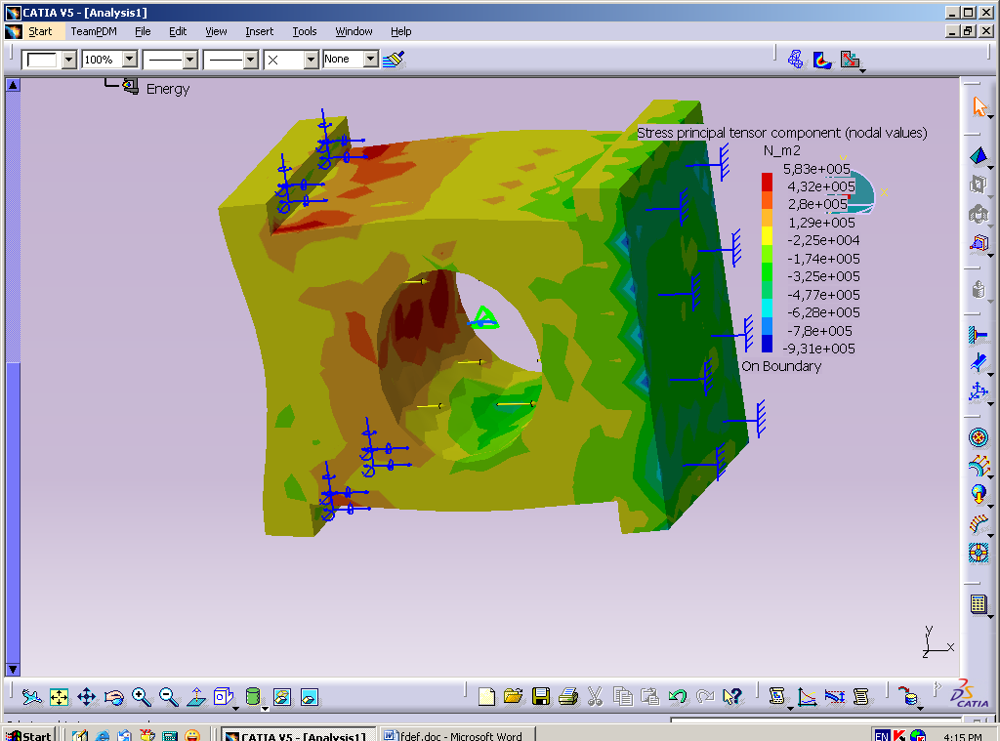 CATIA V5 - [Analysis1]
Start TeamPDM File Edit View Insert Tools Window Help
100% None
Energy
Stress principal tensor component (nodal values)
N_m2
5,83e+005
4,32e+005
2,8e+005
1,29e+005
-2,25e+004
-1,74e+005
-3,25e+005
-4,77e+005
-6,28e+005
-7,8e+005
-9,31e+005
On Boundary
y
x
z
CATIA
Start CATIA V5 - [Analysis1] fdef.doc - Microsoft Word EN 4:15 PM